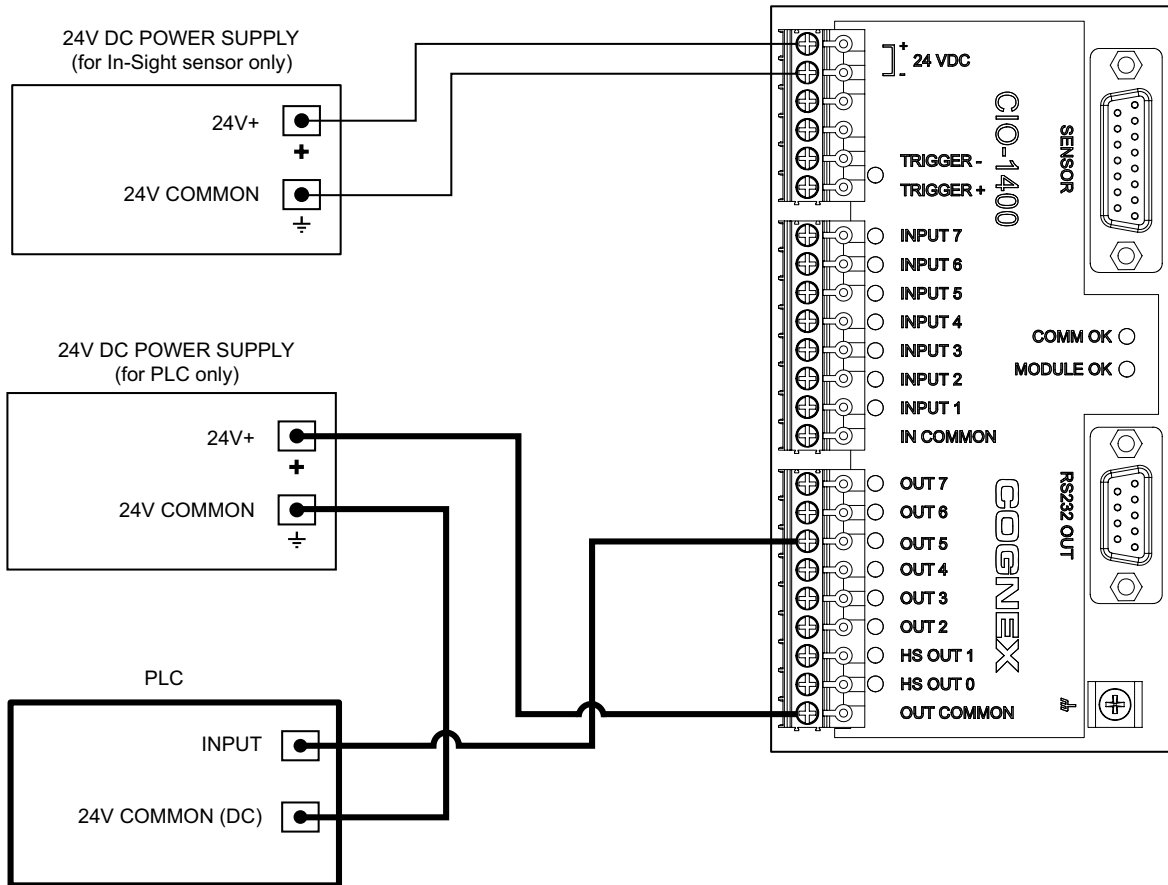 24V DC POWER SUPPLY
(for In-Sight sensor only)
24V+
+
24V COMMON
24V DC POWER SUPPLY
(for PLC only)
24V+
+
24V COMMON
PLC
INPUT
24V COMMON (DC)
+
24 VDC
-
TRIGGER -
TRIGGER +
INPUT 7
INPUT 6
INPUT 5
INPUT 4
INPUT 3
INPUT 2
INPUT 1
IN COMMON
OUT 7
OUT 6
OUT 5
OUT 4
OUT 3
OUT 2
HS OUT 1
HS OUT 0
OUT COMMON
CIO-1400
SENSOR
COMM OK
MODULE OK
COGNEX
RS232 OUT